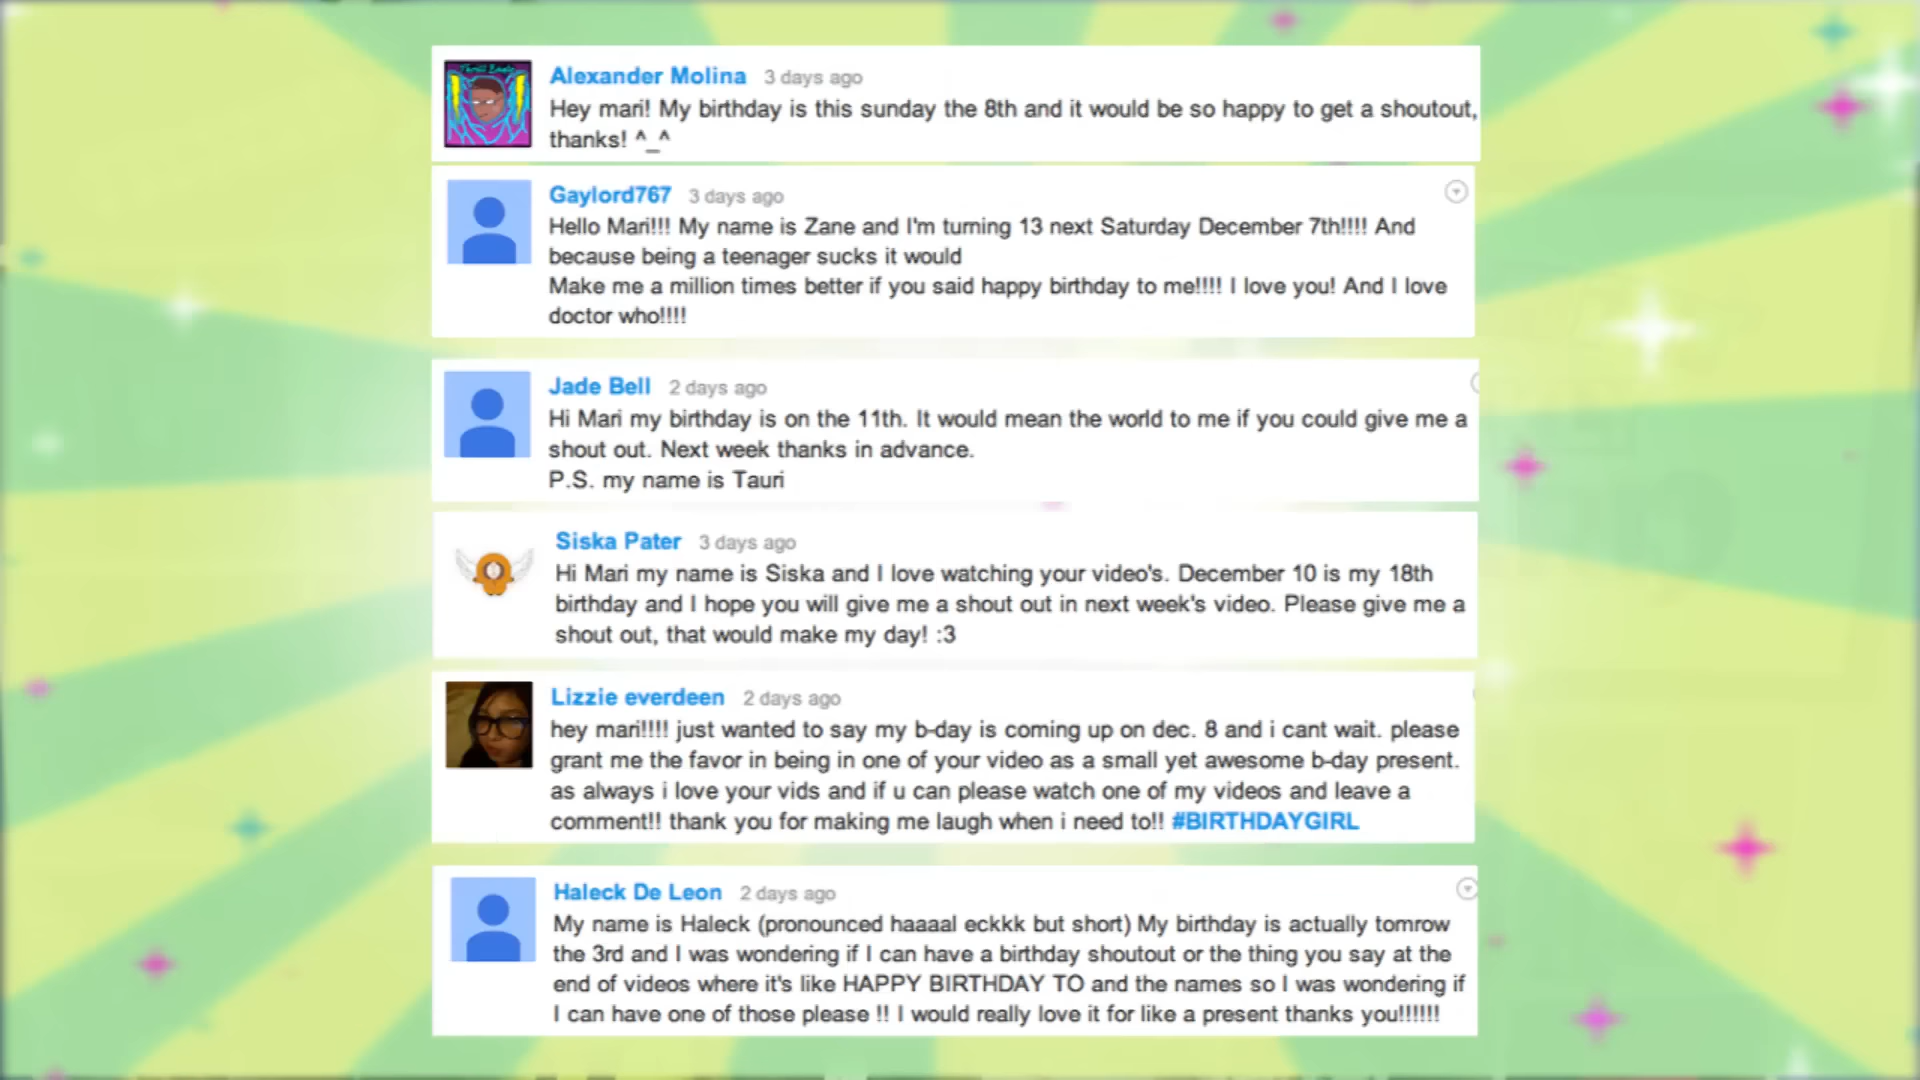 Alexander Molina 3 days ago
Hey mari! My birthday is this sunday the 8th and it would be so happy to get a shoutout,
thanks! ^_^
Gaylord767 3 days ago
Hello Mari!!! My name is Zane and I'm turning 13 next Saturday December 7th!!!! And
because being a teenager sucks it would
Make me a million times better if you said happy birthday to me!!!! I love you! And I love
doctor who!!!!
Jade Bell 2 days ago
Hi Mari my birthday is on the 11th. It would mean the world to me if you could give me a
shout out. Next week thanks in advance.
P.S. my name is Tauri
Siska Pater 3 days ago
Hi Mari my name is Siska and I love watching your video's. December 10 is my 18th
birthday and I hope you will give me a shout out in next week's video. Please give me a
shout out, that would make my day! :3
Lizzie everdeen 2 days ago
hey mari!!!! just wanted to say my b-day is coming up on dec. 8 and i cant wait. please
grant me the favor in being in one of your video as a small yet awesome b-day present.
as always i love your vids and if u can please watch one of my videos and leave a
comment!! thank you for making me laugh when i need to!! #BIRTHDAYGIRL
Haleck De Leon 2 days ago
My name is Haleck (pronounced haaaal eckkk but short) My birthday is actually tomrow
the 3rd and I was wondering if I can have a birthday shoutout or the thing you say at the
end of videos where it's like HAPPY BIRTHDAY TO and the names so I was wondering if
I can have one of those please !! I would really love it for like a present thanks you!!!!!!